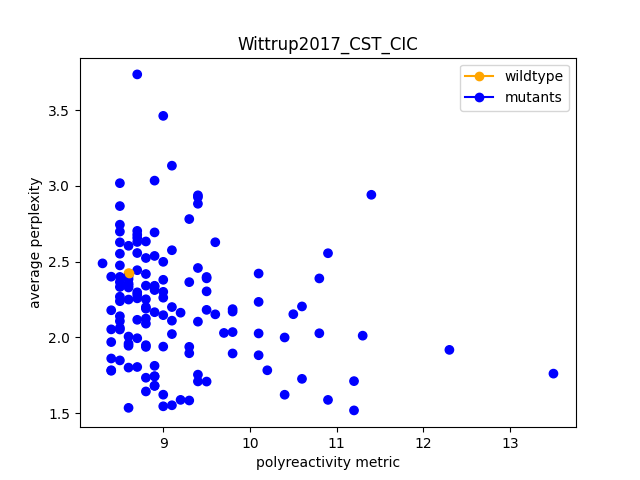 Wittrup2017_CST_CIC
wildtype
mutants
average perplexity
3.5
3.0
2.5
2.0
1.5
9
10
11
12
13
polyreactivity metric